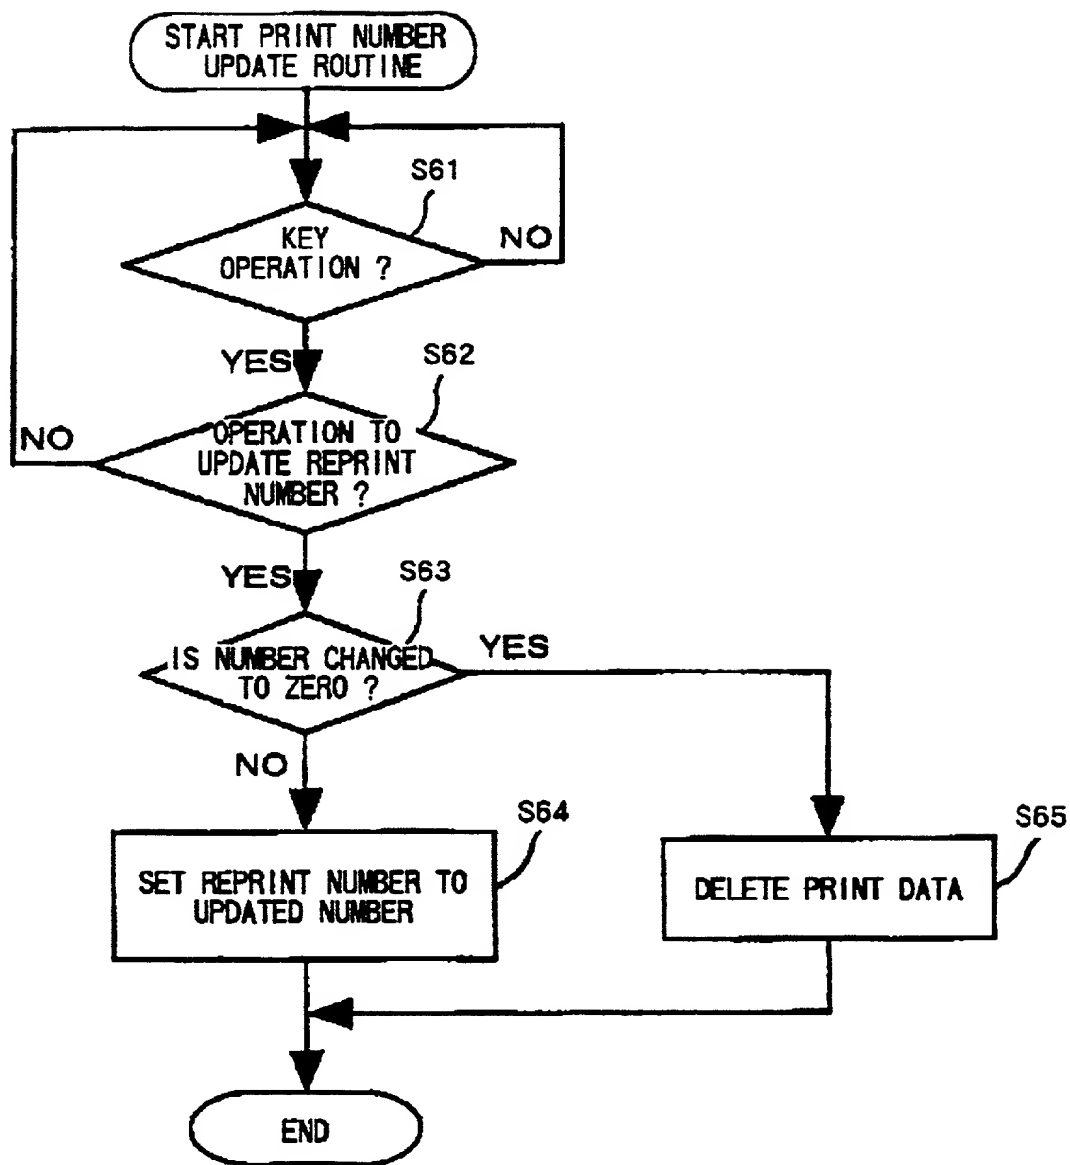 START PRINT NUMBER
UPDATE ROUTINE
S61
KEY
OPERATION ?
NO
YES
S62
OPERATION TO
UPDATE REPRINT
NUMBER ?
NO
YES
S63
IS NUMBER CHANGED
TO ZERO ?
YES
NO
S64
SET REPRINT NUMBER TO
UPDATED NUMBER
S65
DELETE PRINT DATA
END